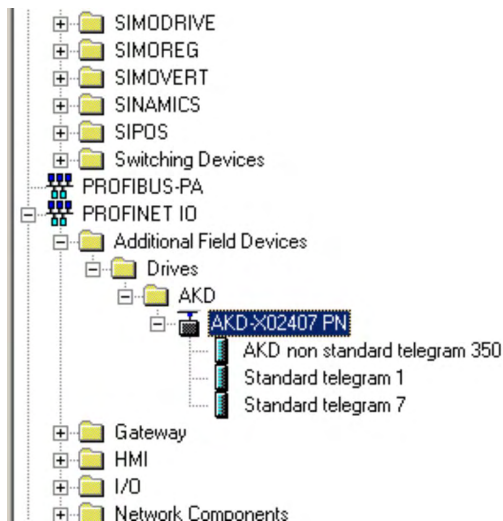 SIMODRIVE
SIMOREG
SIMOVERT
SINAMICS
SIPOS
Switching Devices
PROFIBUS-PA
PROFINET IO
Additional Field Devices
Drives
AKD
AKD-X02407 PN
AKD non standard telegram 350
Standard telegram 1
Standard telegram 7
Gateway
HMI
I/O
Network Components